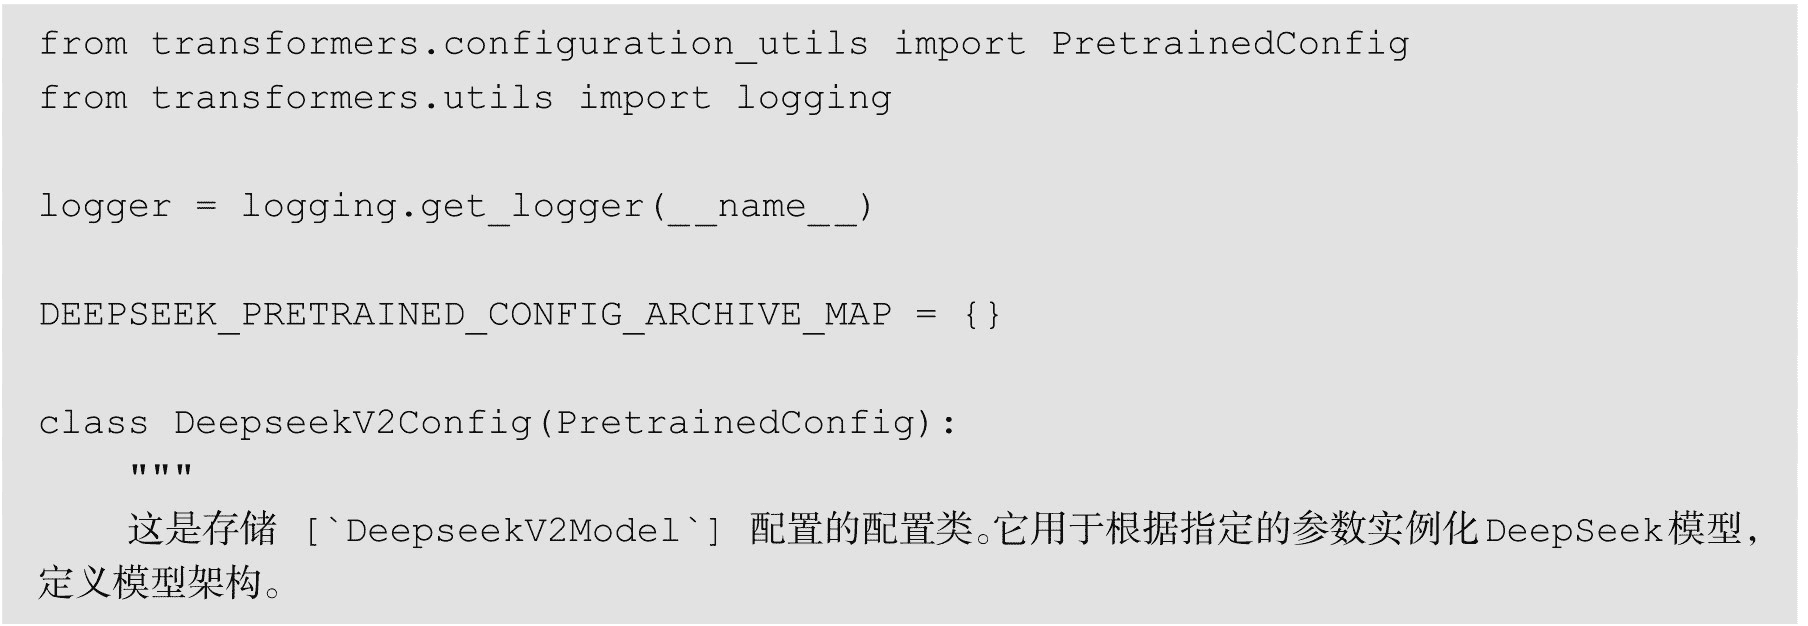 from transformers.configuration_utils import PretrainedConfig
from transformers.utils import logging
logger = logging.get_logger(__name__)
DEEPSEEK_PRETRAINED_CONFIG_ARCHIVE_MAP = {}
class DeepseekV2Config(PretrainedConfig):
    """
    这是存储 [`DeepseekV2Model`] 配置的配置类。它用于根据指定的参数实例化DeepSeek模型,
定义模型架构。